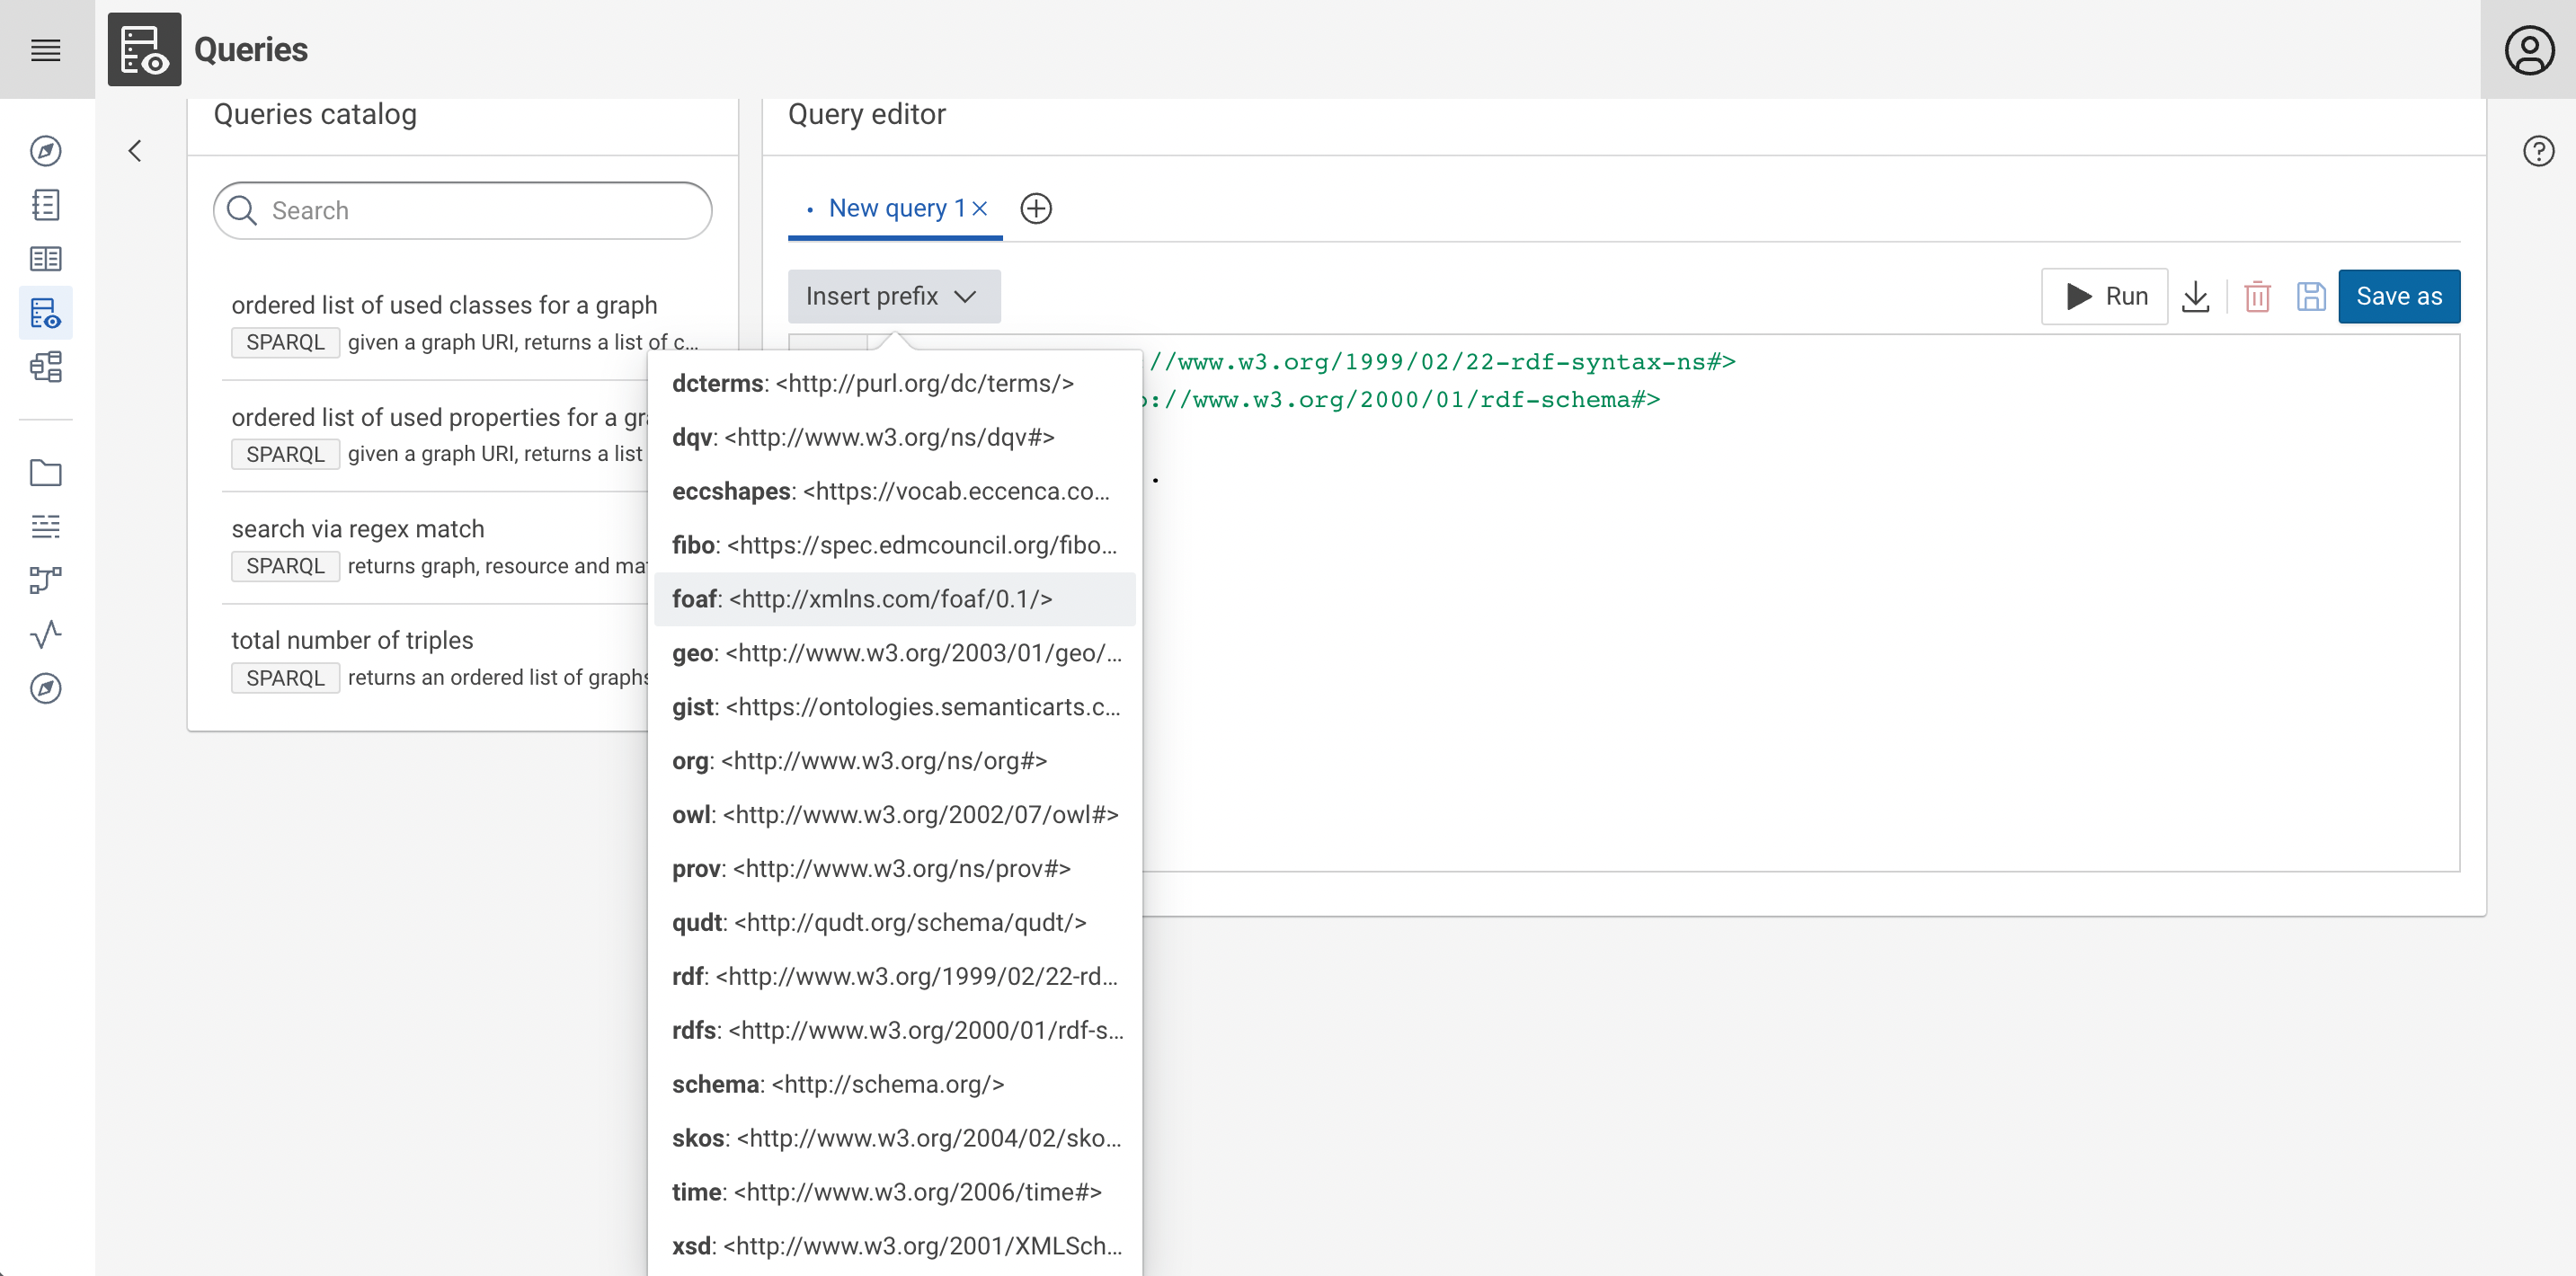 Queries
Queries catalog
Search
ordered list of used classes for a graph
SPARQL given a graph URI, returns a list of c...
ordered list of used properties for a gr
SPARQL given a graph URI, returns a list
search via regex match
SPARQL returns graph, resource and ma
total number of triples
SPARQL returns an ordered list of graphs
Query editor
• New query 1
Insert prefix
Run
Save as
//www.w3.org/1999/02/22-rdf-syntax-ns#>
://www.w3.org/2000/01/rdf-schema#>
.
dcterms: <http://purl.org/dc/terms/>
dqv: <http://www.w3.org/ns/dqv#>
eccshapes: <https://vocab.eccenca.co...
fibo: <https://spec.edmcouncil.org/fibo...
foaf: <http://xmlns.com/foaf/0.1/>
geo: <http://www.w3.org/2003/01/geo/...
gist: <https://ontologies.semanticarts.c...
org: <http://www.w3.org/ns/org#>
owl: <http://www.w3.org/2002/07/owl#>
prov: <http://www.w3.org/ns/prov#>
qudt: <http://qudt.org/schema/qudt/>
rdf: <http://www.w3.org/1999/02/22-rd...
rdfs: <http://www.w3.org/2000/01/rdf-s...
schema: <http://schema.org/>
skos: <http://www.w3.org/2004/02/sko...
time: <http://www.w3.org/2006/time#>
xsd: <http://www.w3.org/2001/XMLSch...